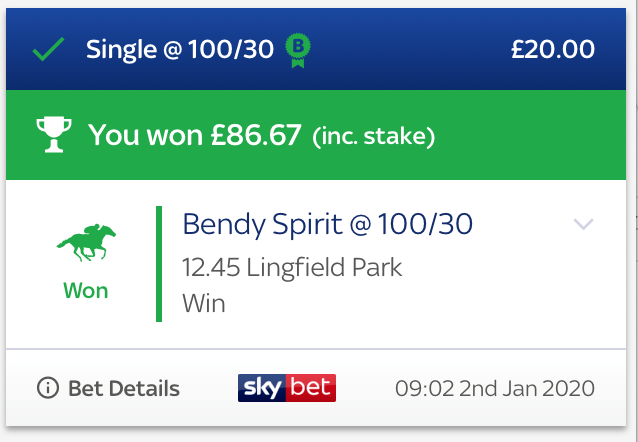 Single @ 100/30 B £20.00
You won £86.67 (inc. stake)
Bendy Spirit @ 100/30
12.45 Lingfield Park
Won
Win
Bet Details sky bet 09:02 2nd Jan 2020